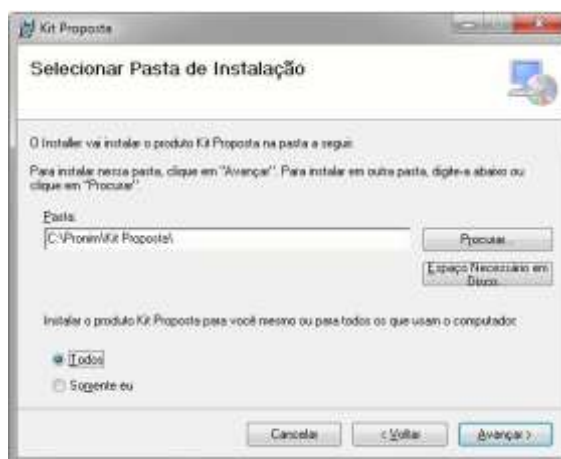 Kit Proposta
Selecionar Pasta de Instalação
O Installer vai instalar o produto Kit Proposta na pasta a seguir.
Para instalar nessa pasta, clique em "Avançar". Para instalar em outra pasta, digite-a abaixo ou
clique em "Procurar".
Pasta:
C:\Pronim\Kit Proposta\
Procurar...
Espaço Necessário em
Disco...
Instalar o produto Kit Proposta para você mesmo ou para todos os que usam o computador:
Todos
Somente eu
Cancelar
< Voltar
Avançar >